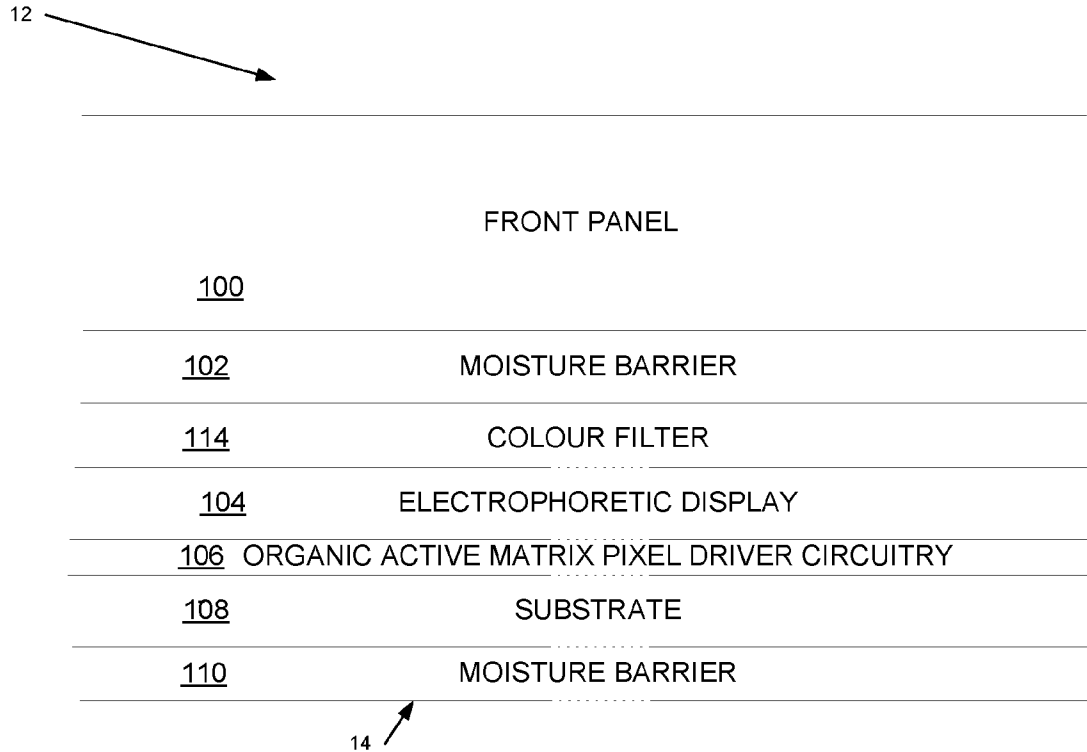 12
FRONT PANEL
100
102 MOISTURE BARRIER
114 COLOUR FILTER
104 ELECTROPHORETIC DISPLAY
106 ORGANIC ACTIVE MATRIX PIXEL DRIVER CIRCUITRY
108 SUBSTRATE
110 MOISTURE BARRIER
14